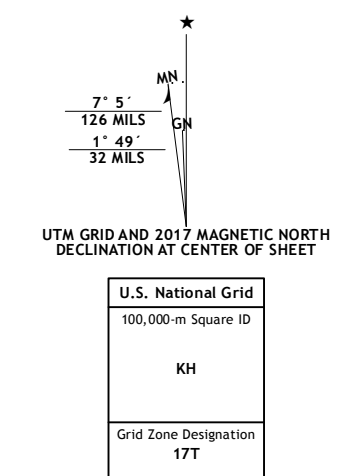 MN
GN
7° 5´
126 MILS
1° 49´
32 MILS
UTM GRID AND 2017 MAGNETIC NORTH
DECLINATION AT CENTER OF SHEET
U.S. National Grid
100,000-m Square ID
KH
Grid Zone Designation
17T